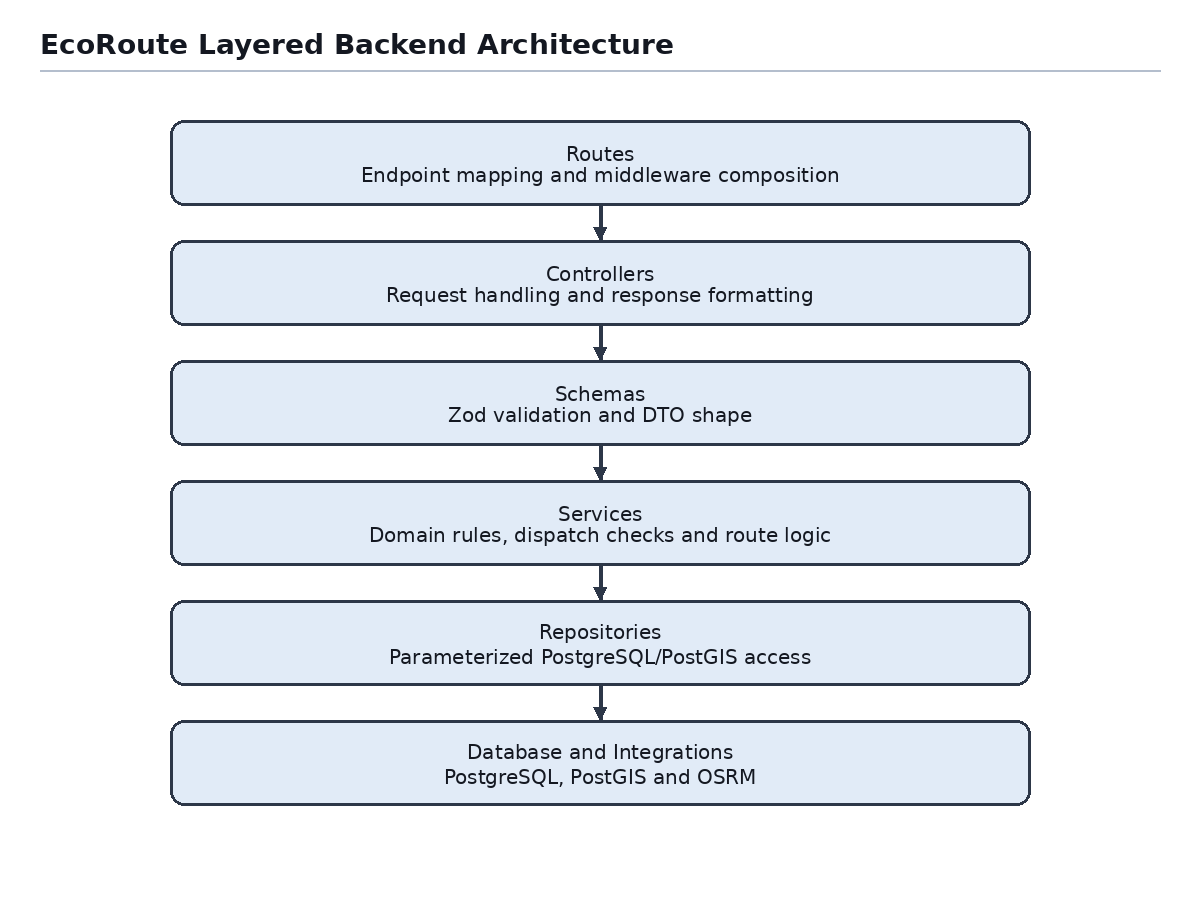 EcoRoute Layered Backend Architecture
Routes
Endpoint mapping and middleware composition
Controllers
Request handling and response formatting
Schemas
Zod validation and DTO shape
Services
Domain rules, dispatch checks and route logic
Repositories
Parameterized PostgreSQL/PostGIS access
Database and Integrations
PostgreSQL, PostGIS and OSRM